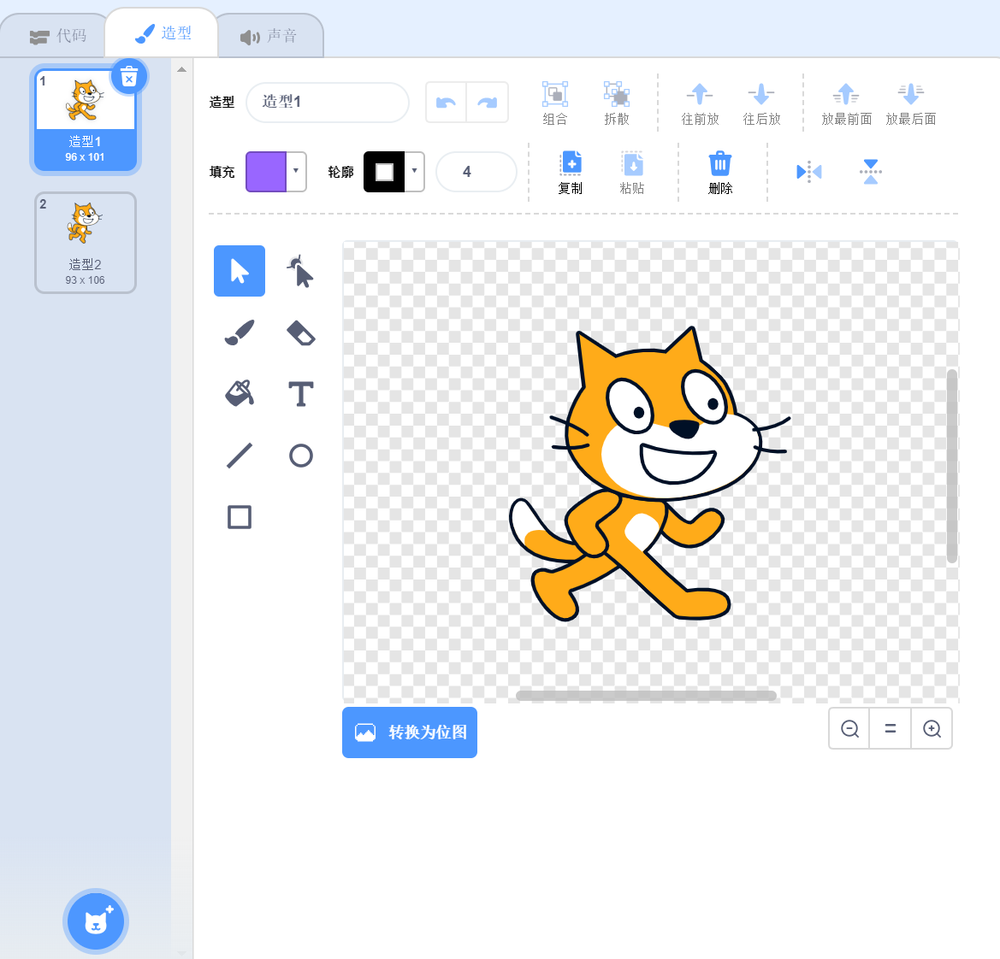 代码
造型
声音
1
造型1
96 x 101
2
造型2
93 x 106
造型
造型1
组合
拆散
往前放
往后放
放最前面
放最后面
填充
轮廓
4
复制
粘贴
删除
转换为位图